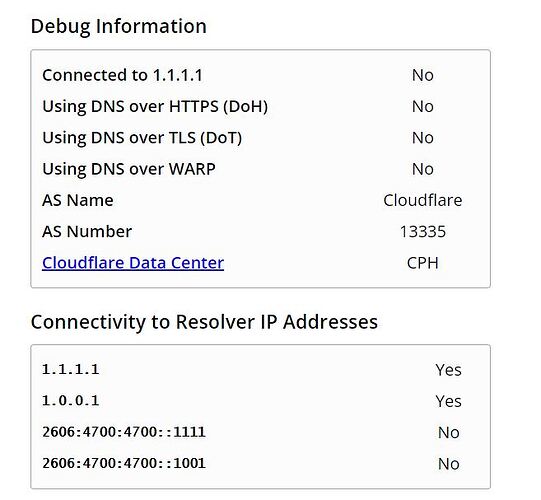 Debug Information
Connected to 1.1.1.1 No
Using DNS over HTTPS (DoH) No
Using DNS over TLS (DoT) No
Using DNS over WARP No
AS Name Cloudflare
AS Number 13335
Cloudflare Data Center CPH
Connectivity to Resolver IP Addresses
1.1.1.1 Yes
1.0.0.1 Yes
2606:4700:4700::1111 No
2606:4700:4700::1001 No